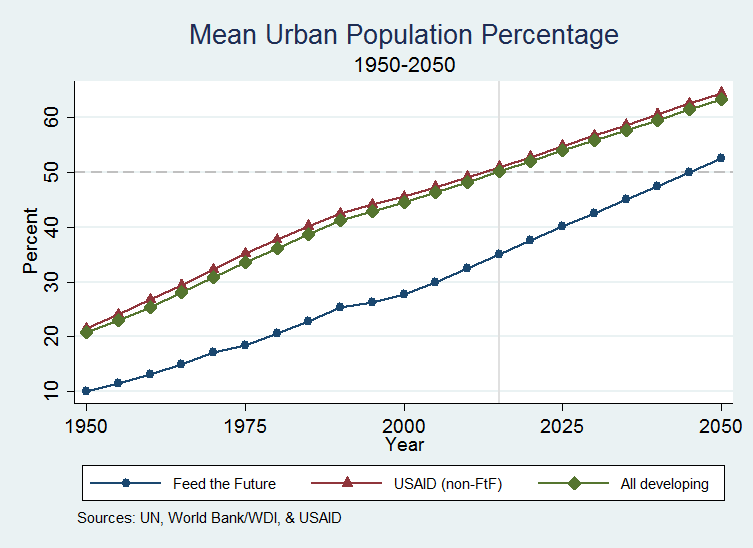 Mean Urban Population Percentage
1950-2050
60
50
40
30
20
10
Percent
1950 1975 2000 2025 2050
Year
Feed the Future USAID (non-FtF) All developing
Sources: UN, World Bank/WDI, & USAID